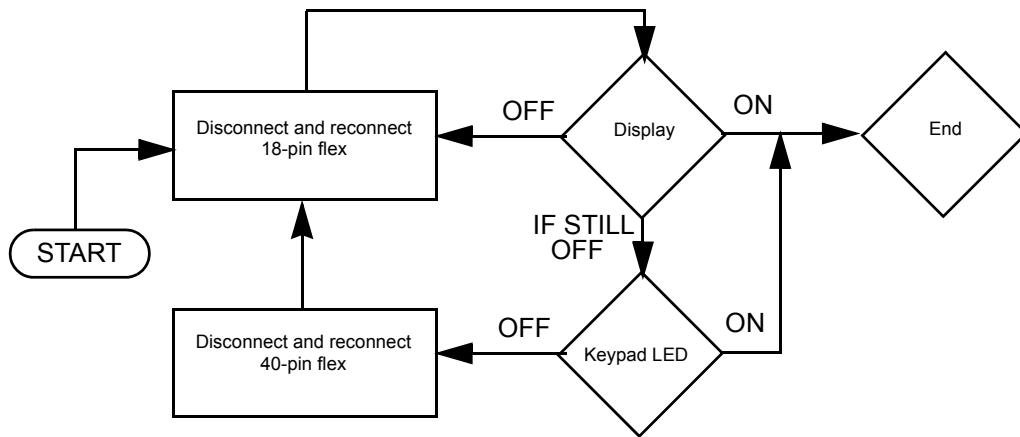 OFF
ON
Disconnect and reconnect
18-pin flex
Display
End
START
IF STILL
OFF
OFF
ON
Disconnect and reconnect
40-pin flex
Keypad LED